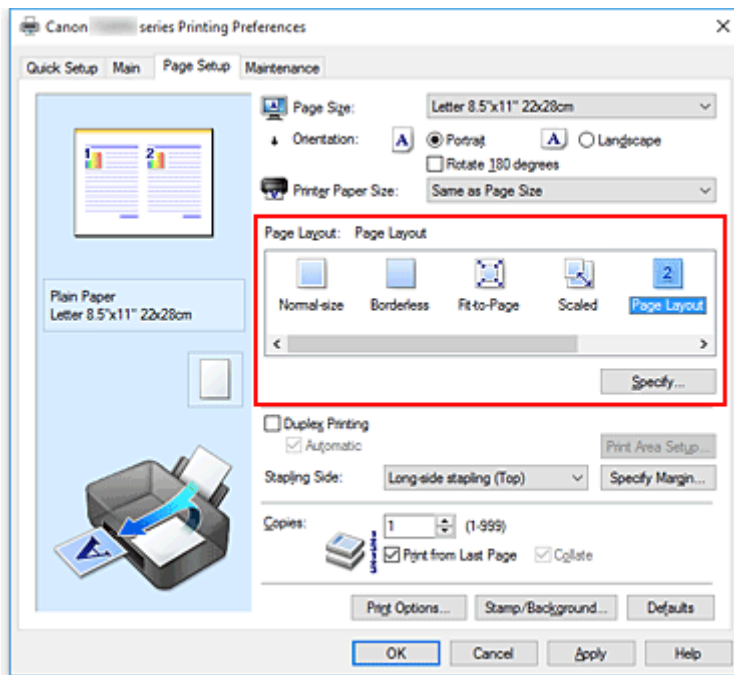 Canon series Printing Preferences
Quick Setup Main Page Setup Maintenance
1 2
Plain Paper
Letter 8.5"x11" 22x28cm
Page Size: Letter 8.5"x11" 22x28cm
Orientation: A Portrait A Landscape
Rotate 180 degrees
Printer Paper Size: Same as Page Size
Page Layout: Page Layout
2
Normal-size Borderless Fit-to-Page Scaled Page Layout
Specify...
Duplex Printing
Automatic Print Area Setup...
Stapling Side: Long-side stapling (Top) Specify Margin...
Copies: 1 (1-999)
Print from Last Page Collate
A
Print Options... Stamp/Background... Defaults
OK Cancel Apply Help